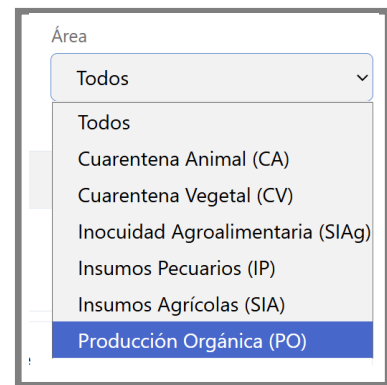 Área
Todos
Todos
Cuarentena Animal (CA)
Cuarentena Vegetal (CV)
Inocuidad Agroalimentaria (SIAg)
Insumos Pecuarios (IP)
Insumos Agrícolas (SIA)
Producción Orgánica (PO)